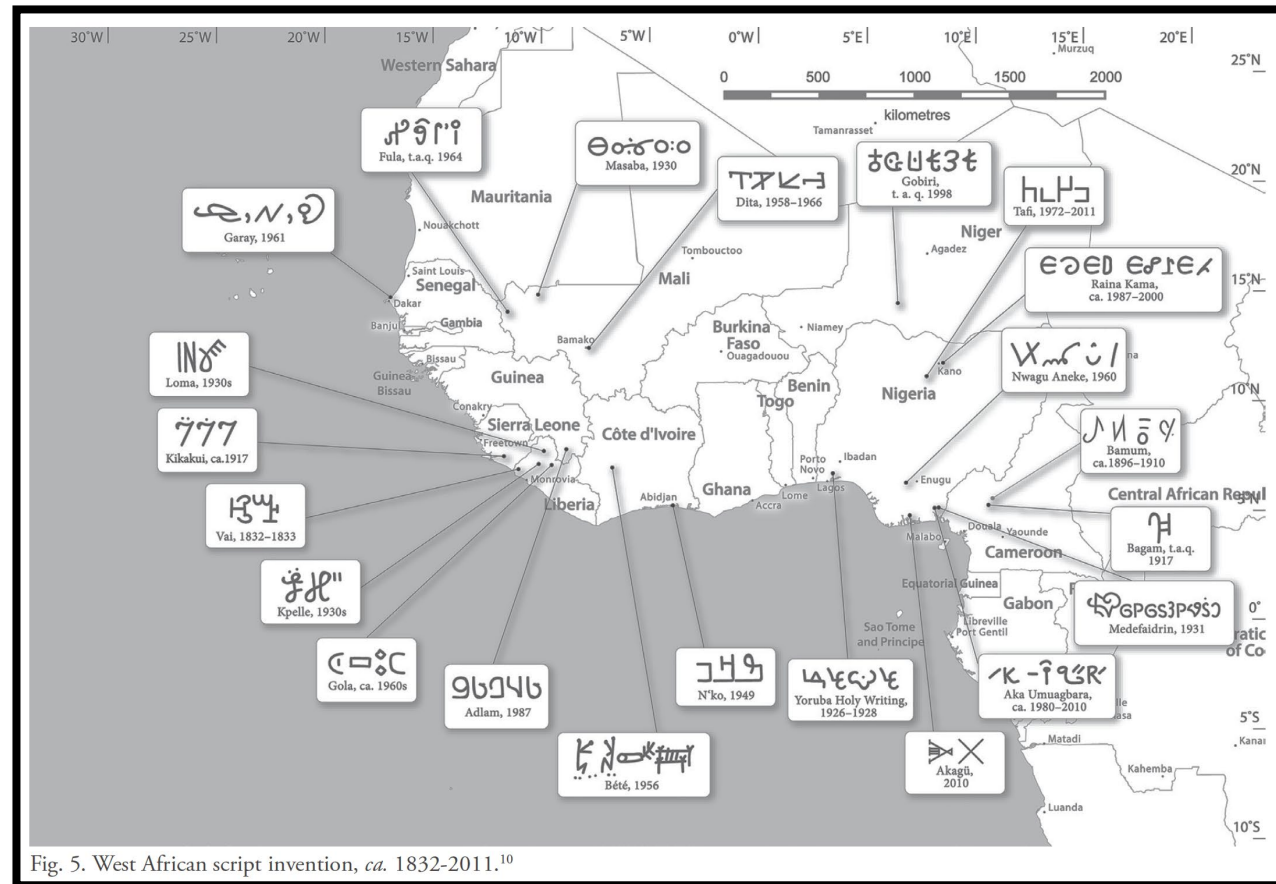 30°W 25°W 20°W 15°W 10°W 5°W 0°W 5°E 10°E 15°E 20°E
Murzuq
25°N
Western Sahara
0 500 1000 1500 2000
kilometres
Tamanrasset
Fula, t.a.q. 1964
Masaba, 1930
Dita, 1958–1966
Gobiri,
t. a. q. 1998
Tafi, 1972–2011
20°N
Mauritania
Garay, 1961
Nouakchott
Tombouctoo
Mali
Niger
Agadez
Raina Kama,
ca. 1987–2000
15°N
Saint Louis
Senegal
Dakar
Banjul
Gambia
Bamako
Burkina
Faso
Ouagadouou
Niamey
Loma, 1930s
Bissau
Guinea
Bissau
Guinea
Benin
Togo
Nigeria
Kano
Nwagu Aneke, 1960
10°N
Conakry
Sierra Leone
Freetown
Côte d'Ivoire
Kikakui, ca.1917
Porto
Novo
Ibadan
Lagos
Enugu
Bamum,
ca.1896–1910
Monrovia
Liberia
Abidjan
Ghana
Accra
Lome
Central African Repul
5°N
Vai, 1832–1833
Douala
Yaounde
Malabo
Cameroon
Bagam, t.a.q.
1917
Kpelle, 1930s
Equatorial Guinea
Gabon
Medefaidrin, 1931
0°
Sao Tome
and Principe
Libreville
Port Gentil
ratic
of Co
Gola, ca. 1960s
Adlam, 1987
N'ko, 1949
Yoruba Holy Writing,
1926–1928
Aka Umuagbara,
ca. 1980–2010
5°S
Matadi
Kanar
Bété, 1956
Akagü,
2010
Kahemba
Luanda
10°S
Fig. 5. West African script invention, ca. 1832-2011.10